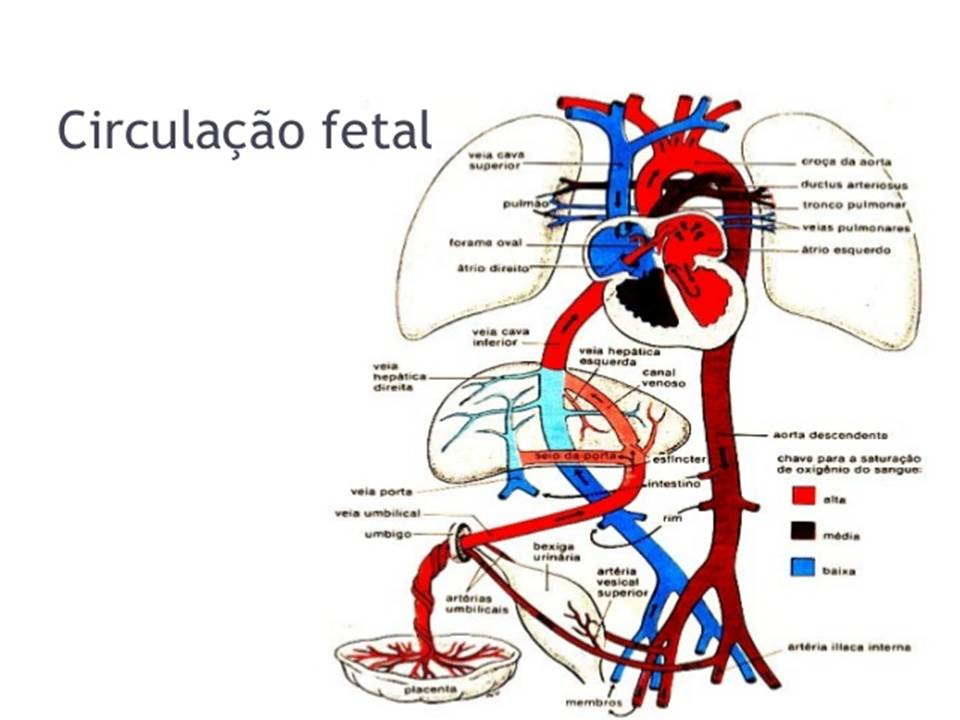 Circulação fetal
veia cava
superior
croça da aorta
ductus arteriosus
pulmão
tronco pulmonar
veias pulmonares
forame oval
átrio esquerdo
átrio direito
veia cava
inferior
veia hepática
esquerda
veia
hepática
direita
canal
venoso
aorta descendente
seio da porta
esfíncter
chave para a saturação
de oxigênio do sangue:
intestino
veia porta
alta
veia umbilical
rim
umbigo
média
bexiga
urinária
baixa
artéria
vesical
superior
artérias
umbilicais
artéria ilíaca interna
placenta
membros